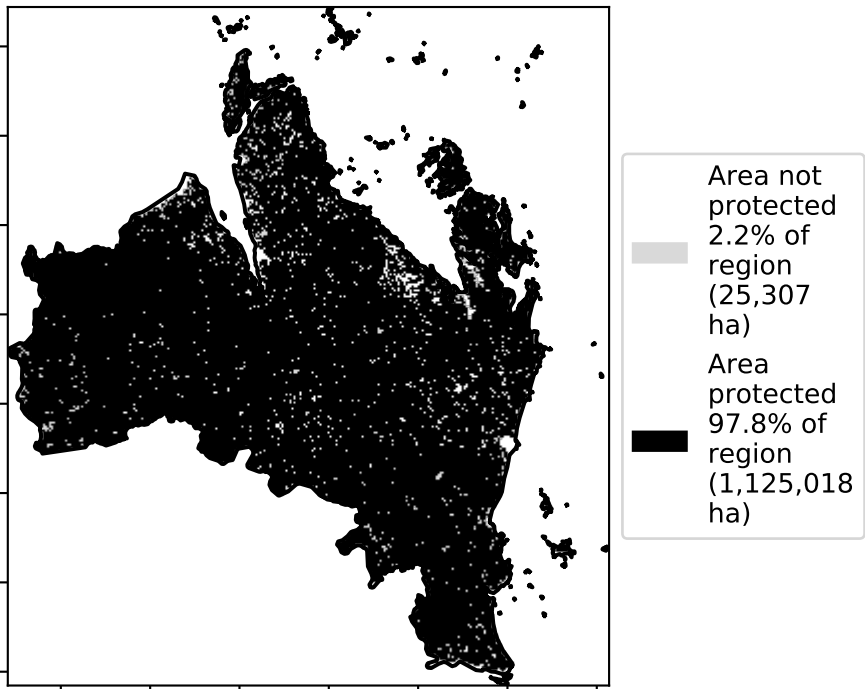 Area not
protected
2.2% of
region
(25,307
ha)
Area
protected
97.8% of
region
(1,125,018
ha)